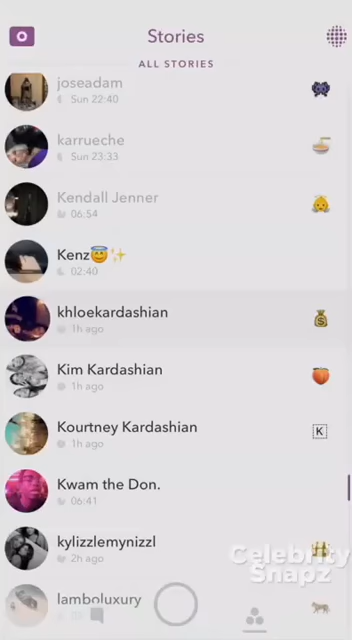 Stories
ALL STORIES
joseadam
Sun 22:40
karrueche
Sun 23:33
Kendall Jenner
06:54
Kenz😇✨
02:40
khloekardashian
1h ago
Kim Kardashian
1h ago
Kourtney Kardashian
1h ago
K
Kwam the Don.
06:41
kylizzlemynizzl
2h ago
Celebrity
Snapz
lamboluxury